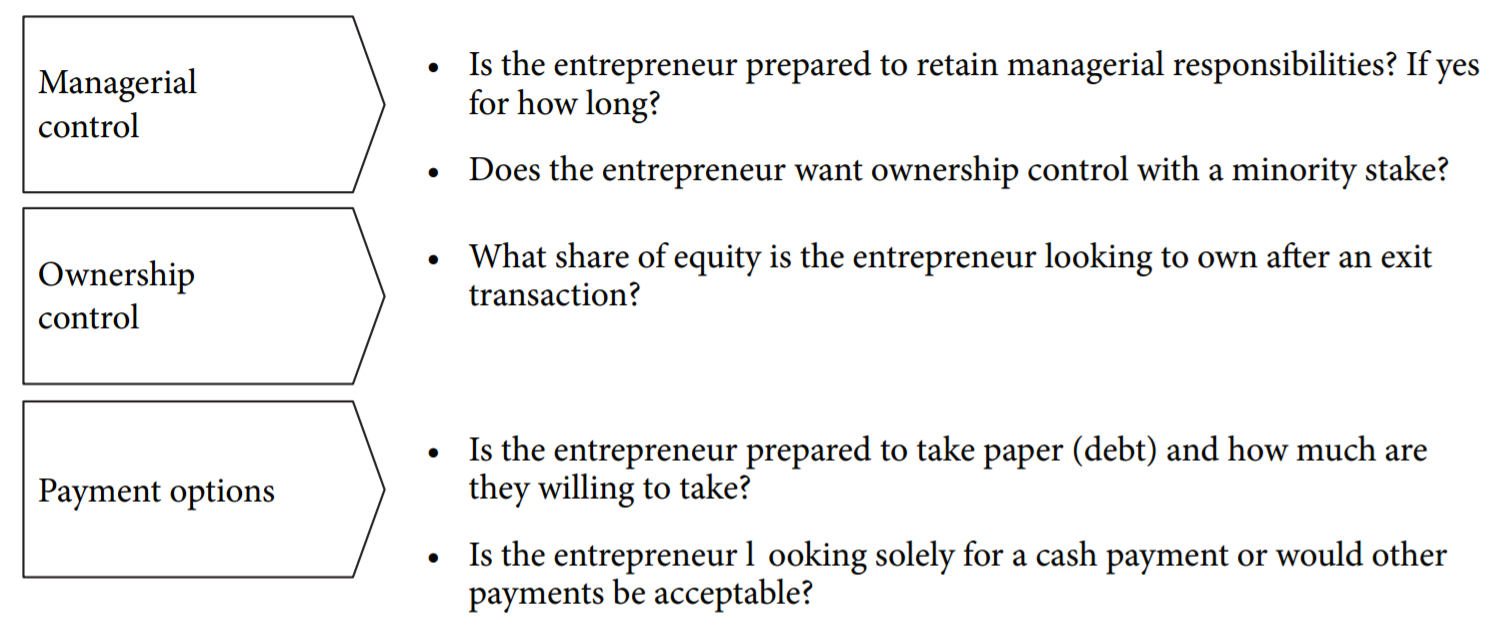 Managerial
control
• Is the entrepreneur prepared to retain managerial responsibilities? If yes
for how long?
• Does the entrepreneur want ownership control with a minority stake?
Ownership
control
• What share of equity is the entrepreneur looking to own after an exit
transaction?
Payment options
• Is the entrepreneur prepared to take paper (debt) and how much are
they willing to take?
• Is the entrepreneur l ooking solely for a cash payment or would other
payments be acceptable?